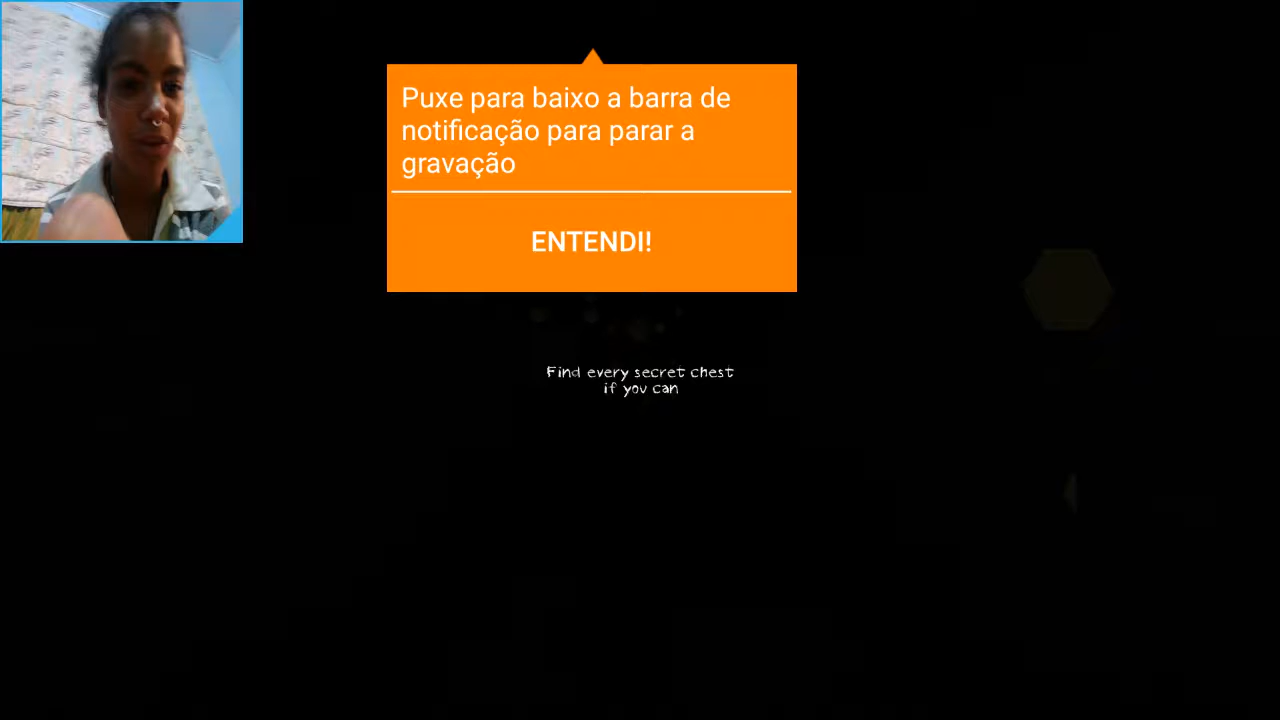 Puxe para baixo a barra de
notificação para parar a
gravação
ENTENDI!
Find every secret chest
if you can